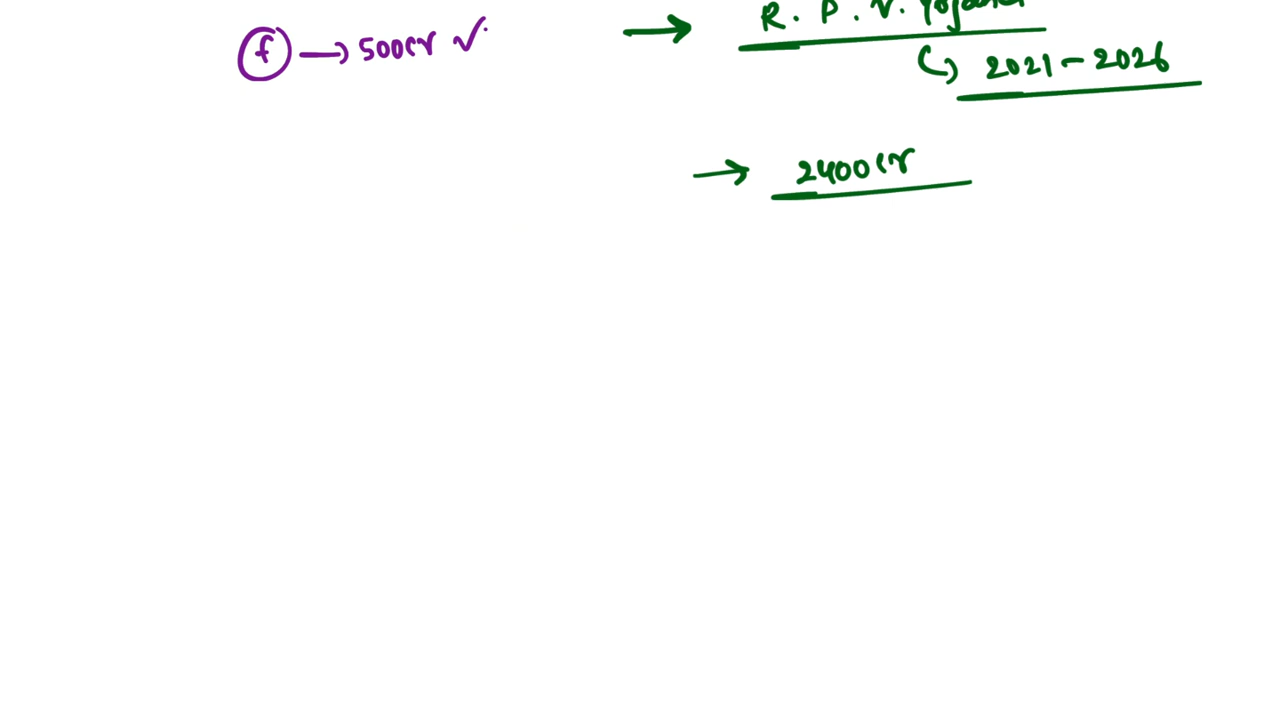 f → 500cr ✓
→ R. P. V. Yojana
↪ 2021 - 2026
→ 2400cr